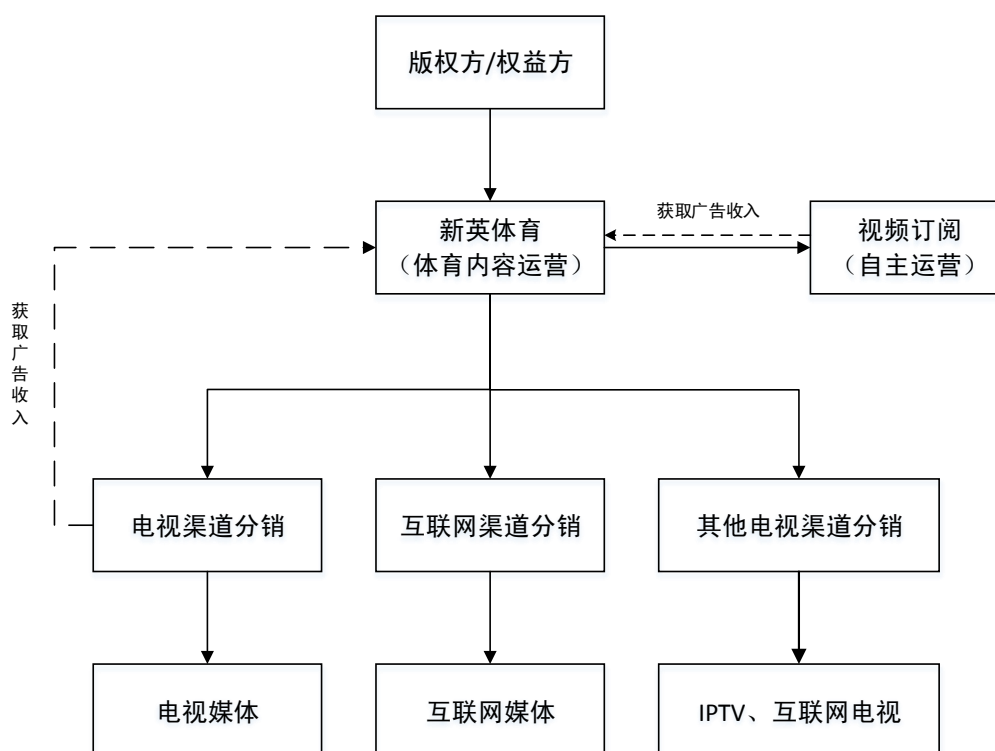 版权方/权益方
新英体育
（体育内容运营）
获取广告收入
视频订阅
（自主运营）
获取广告收入
电视渠道分销
互联网渠道分销
其他电视渠道分销
电视媒体
互联网媒体
IPTV、互联网电视